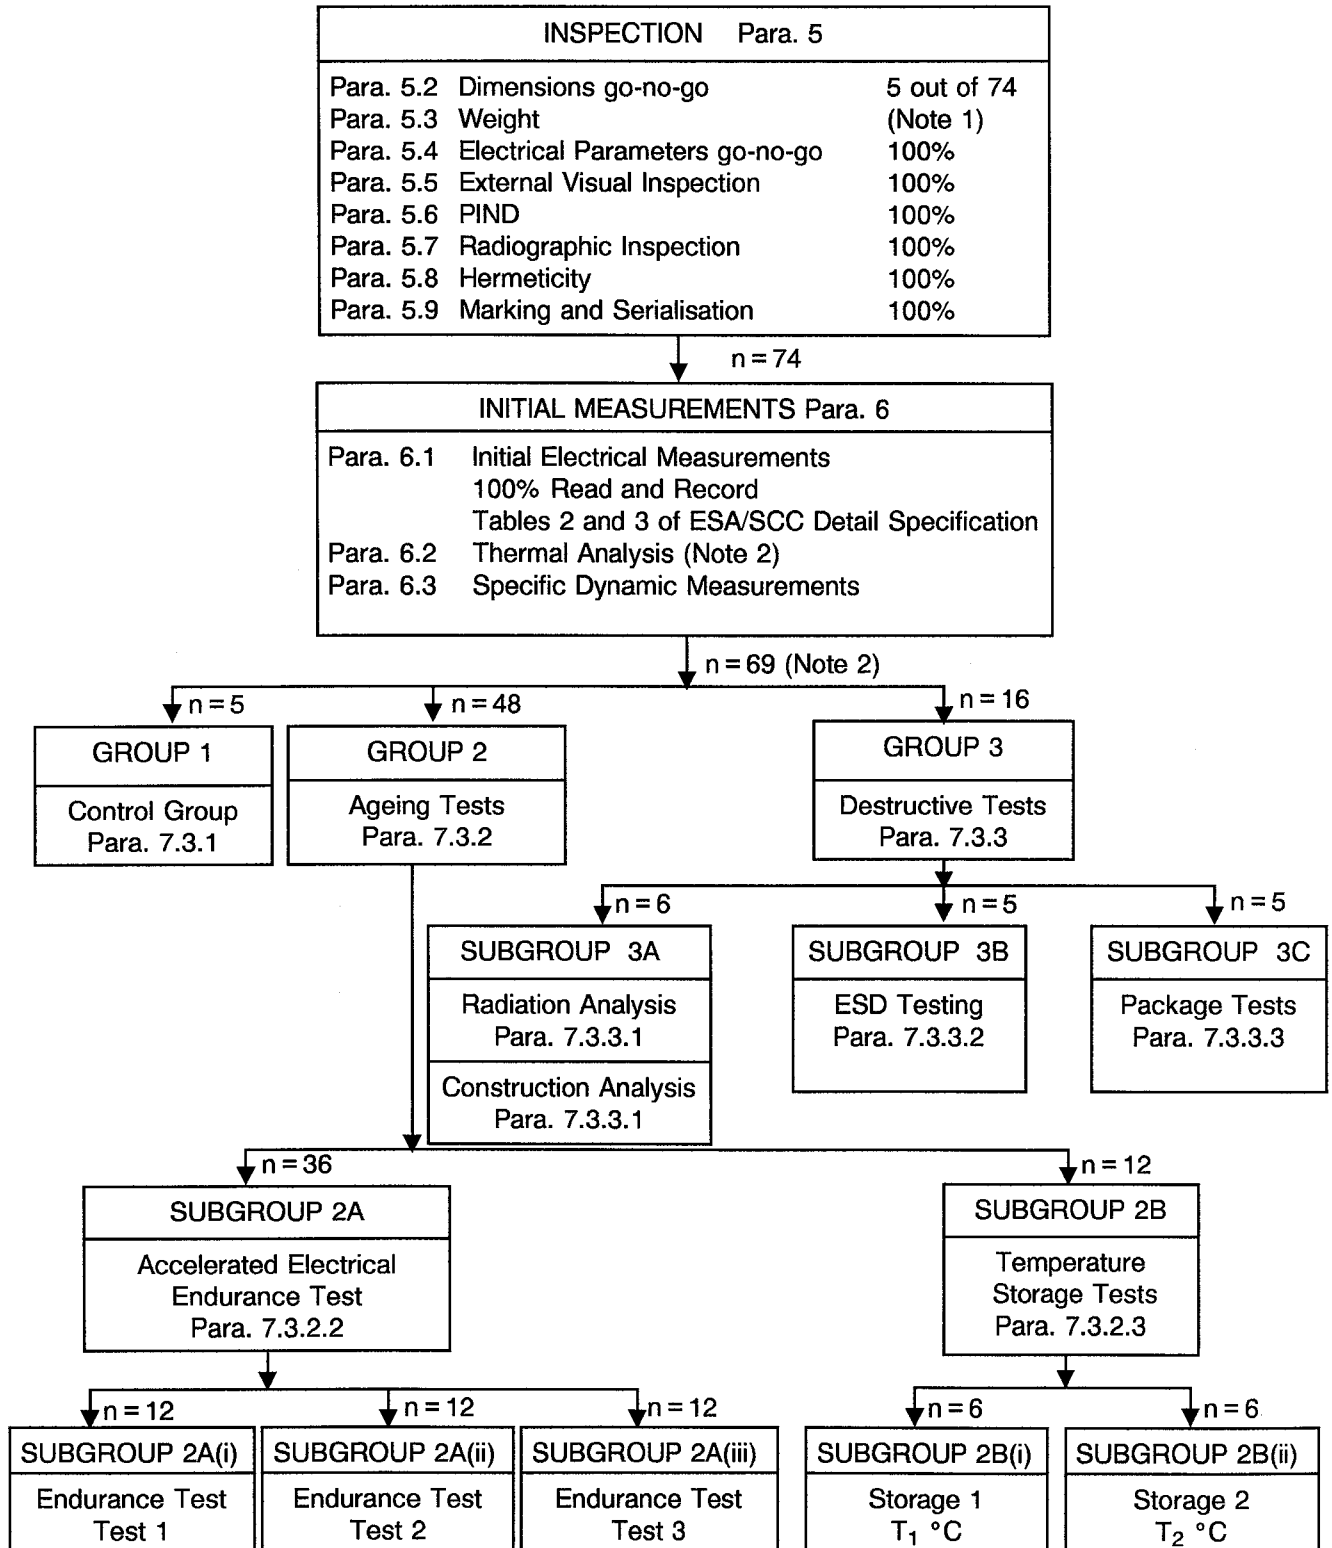 INSPECTION Para. 5
Para. 5.2 Dimensions go-no-go 5 out of 74
Para. 5.3 Weight (Note 1)
Para. 5.4 Electrical Parameters go-no-go 100%
Para. 5.5 External Visual Inspection 100%
Para. 5.6 PIND 100%
Para. 5.7 Radiographic Inspection 100%
Para. 5.8 Hermeticity 100%
Para. 5.9 Marking and Serialisation 100%
n = 74
INITIAL MEASUREMENTS Para. 6
Para. 6.1 Initial Electrical Measurements
100% Read and Record
Tables 2 and 3 of ESA/SCC Detail Specification
Para. 6.2 Thermal Analysis (Note 2)
Para. 6.3 Specific Dynamic Measurements
n = 69 (Note 2)
n = 5
n = 48
n = 16
GROUP 1
Control Group
Para. 7.3.1
GROUP 2
Ageing Tests
Para. 7.3.2
GROUP 3
Destructive Tests
Para. 7.3.3
n = 6
n = 5
n = 5
SUBGROUP 3A
Radiation Analysis
Para. 7.3.3.1
Construction Analysis
Para. 7.3.3.1
SUBGROUP 3B
ESD Testing
Para. 7.3.3.2
SUBGROUP 3C
Package Tests
Para. 7.3.3.3
n = 36
n = 12
SUBGROUP 2A
Accelerated Electrical
Endurance Test
Para. 7.3.2.2
SUBGROUP 2B
Temperature
Storage Tests
Para. 7.3.2.3
n = 12
n = 12
n = 12
n = 6
n = 6
SUBGROUP 2A(i)
Endurance Test
Test 1
SUBGROUP 2A(ii)
Endurance Test
Test 2
SUBGROUP 2A(iii)
Endurance Test
Test 3
SUBGROUP 2B(i)
Storage 1
T₁ °C
SUBGROUP 2B(ii)
Storage 2
T₂ °C